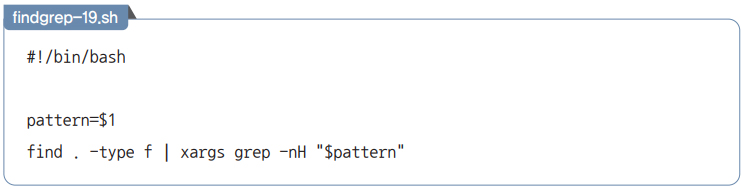 findgrep-19.sh
#!/bin/bash
pattern=$1
find . -type f | xargs grep -nH "$pattern"